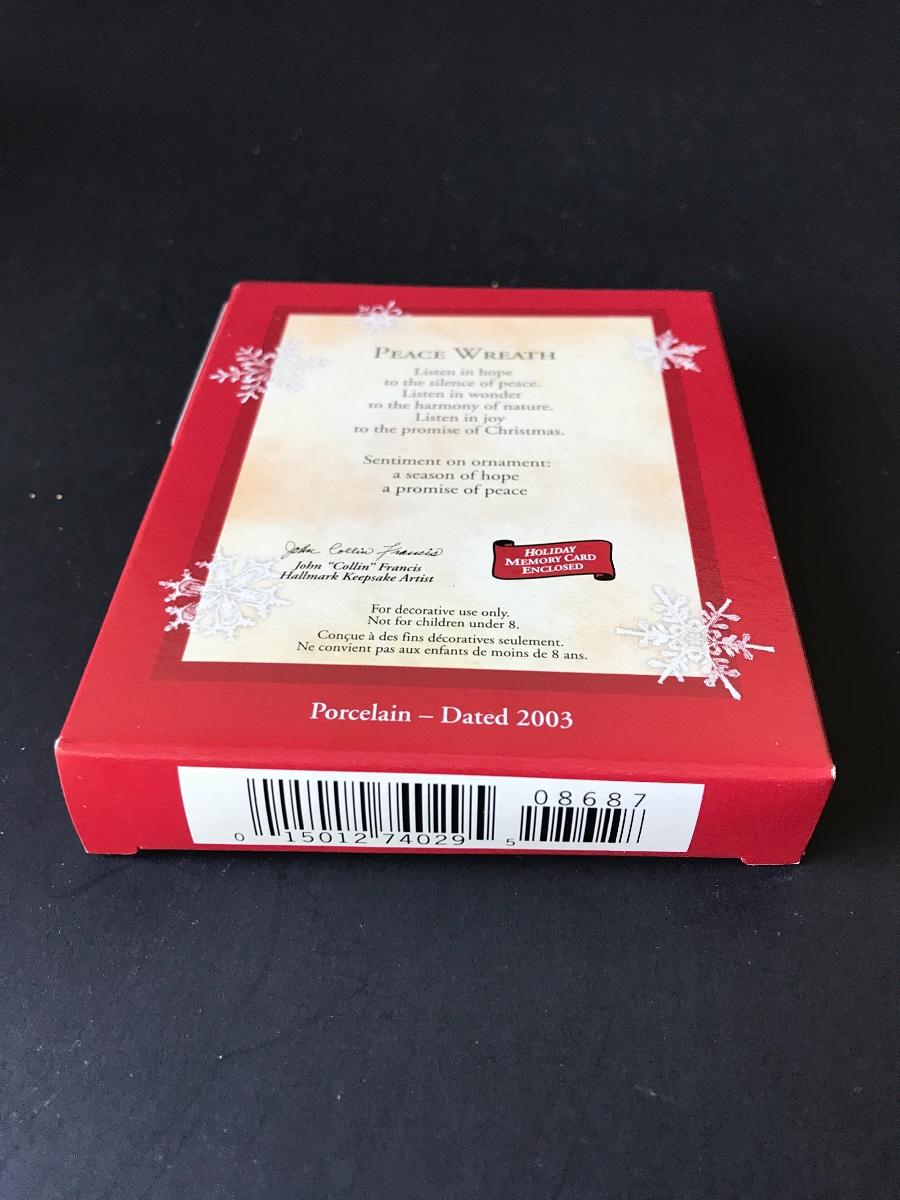 PEACE WREATH
Listen in hope
to the silence of peace.
Listen in wonder
to the harmony of nature.
Listen in joy
to the promise of Christmas.
Sentiment on ornament:
a season of hope
a promise of peace
John Collin Francis
John "Collin" Francis
Hallmark Keepsake Artist
HOLIDAY
MEMORY CARD
ENCLOSED
For decorative use only.
Not for children under 8.
Conçue à des fins décoratives seulement.
Ne convient pas aux enfants de moins de 8 ans.
Porcelain – Dated 2003
08687
0 15012 74029 5